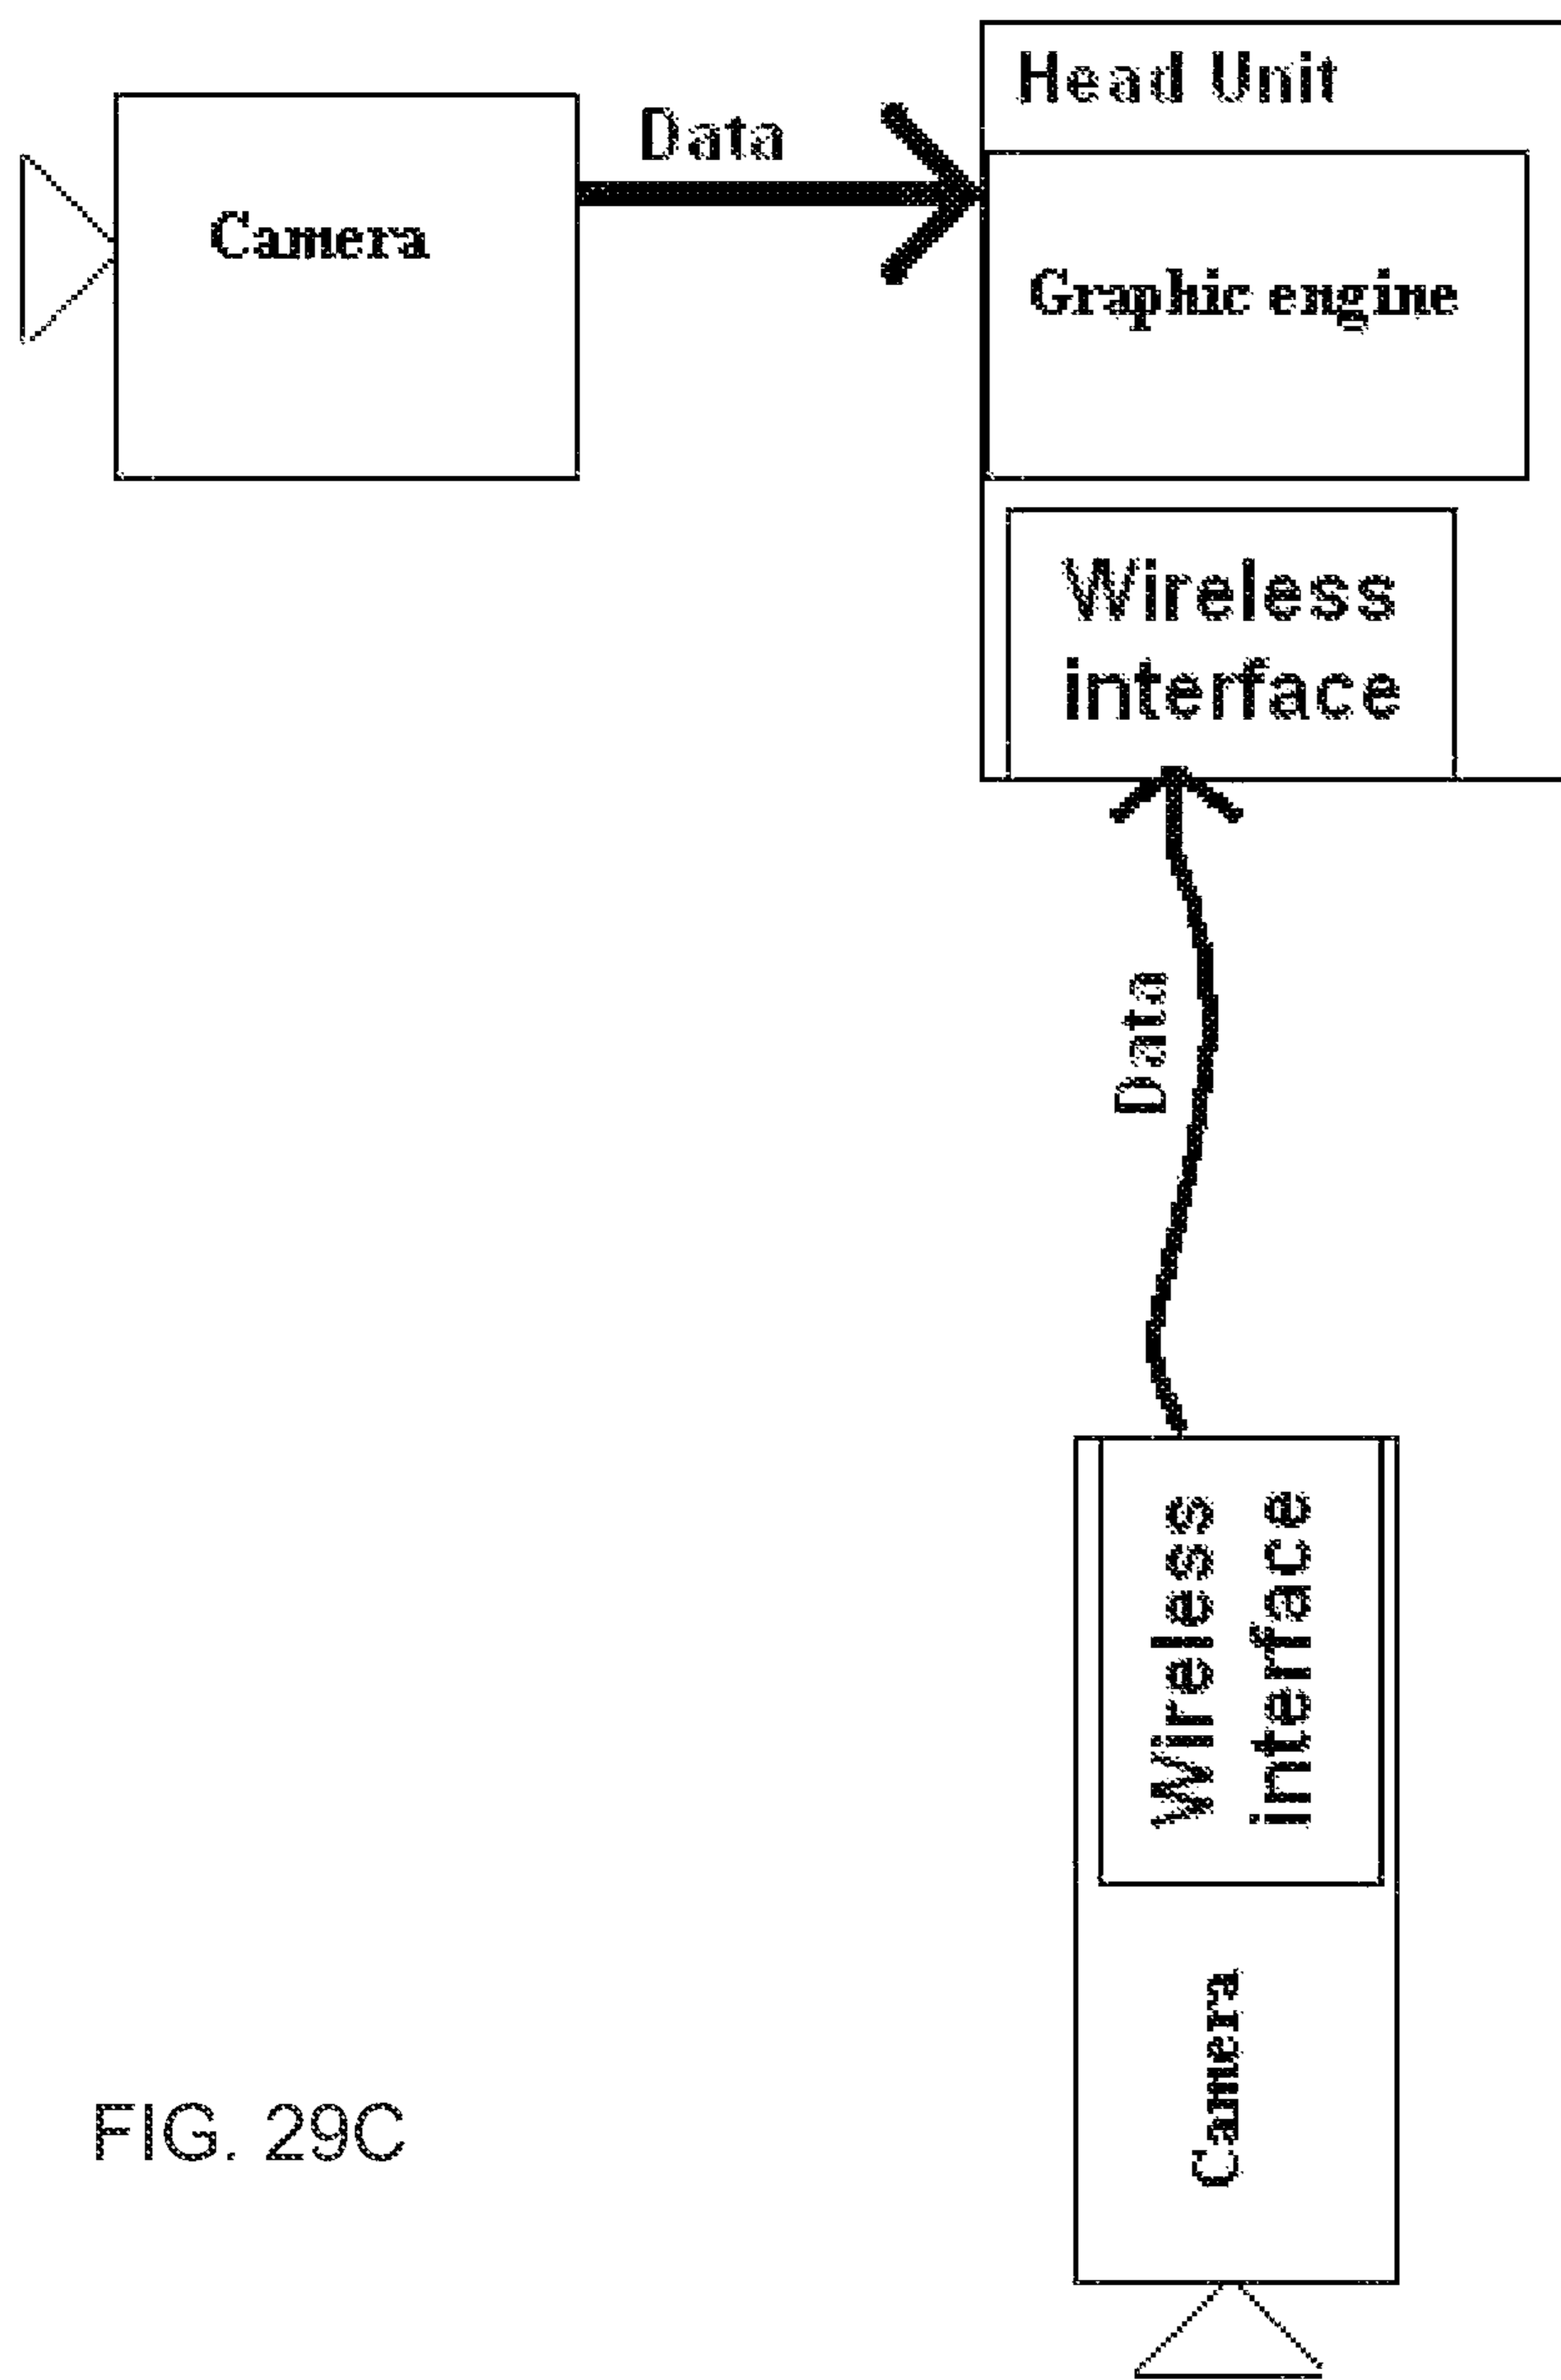 Head Unit
Data
Camera
Graphic engine
Wireless
interface
Data
Wireless
interface
Camera
FIG. 29C